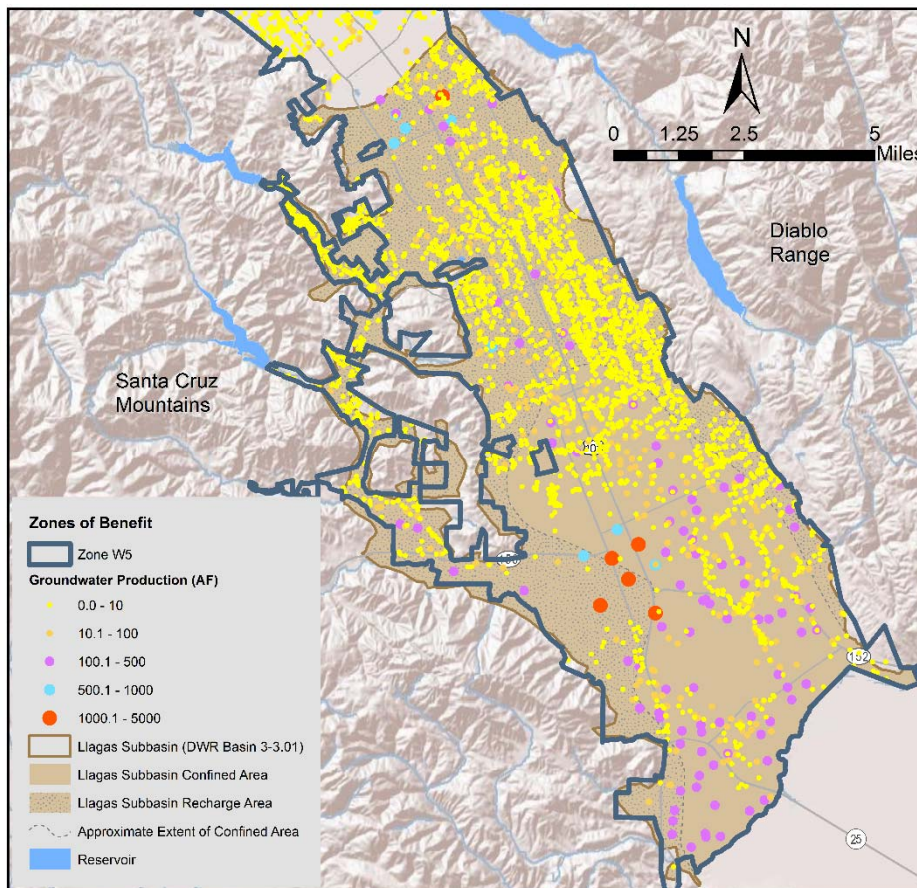 N
0 1.25 2.5 5
Miles
Diablo
Range
Santa Cruz
Mountains
152
25
Zones of Benefit
Zone W5
Groundwater Production (AF)
0.0 - 10
10.1 - 100
100.1 - 500
500.1 - 1000
1000.1 - 5000
Llagas Subbasin (DWR Basin 3-3.01)
Llagas Subbasin Confined Area
Llagas Subbasin Recharge Area
Approximate Extent of Confined Area
Reservoir